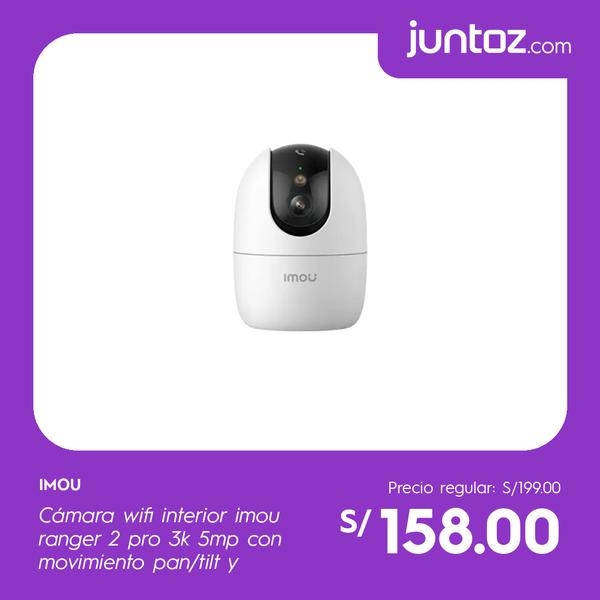 juntoz.com
imou
IMOU
Cámara wifi interior imou
ranger 2 pro 3k 5mp con
movimiento pan/tilt y
Precio regular: S/199.00
S/158.00